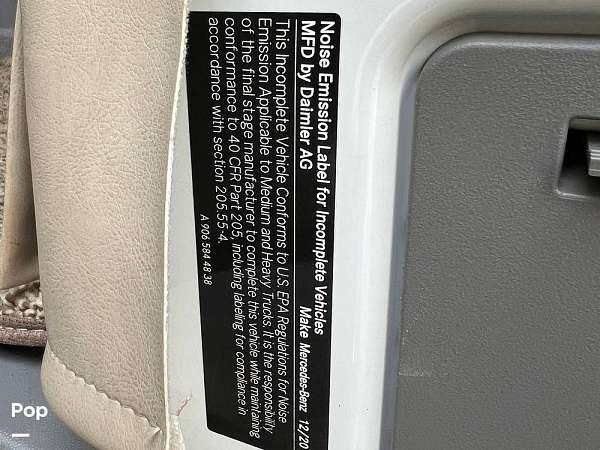 Noise Emission Label for Incomplete Vehicles
MFD by Daimler AG Make Mercedes-Benz 12/20
This Incomplete Vehicle Conforms to U.S. EPA Regulations for Noise
Emission Applicable to Medium and Heavy Trucks. It is the responsibility
of the final stage manufacturer to complete this vehicle while maintaining
conformance to 40 CFR Part 205, including labeling for compliance in
accordance with section 205.55-4.
A 906 584 48 38
Pop